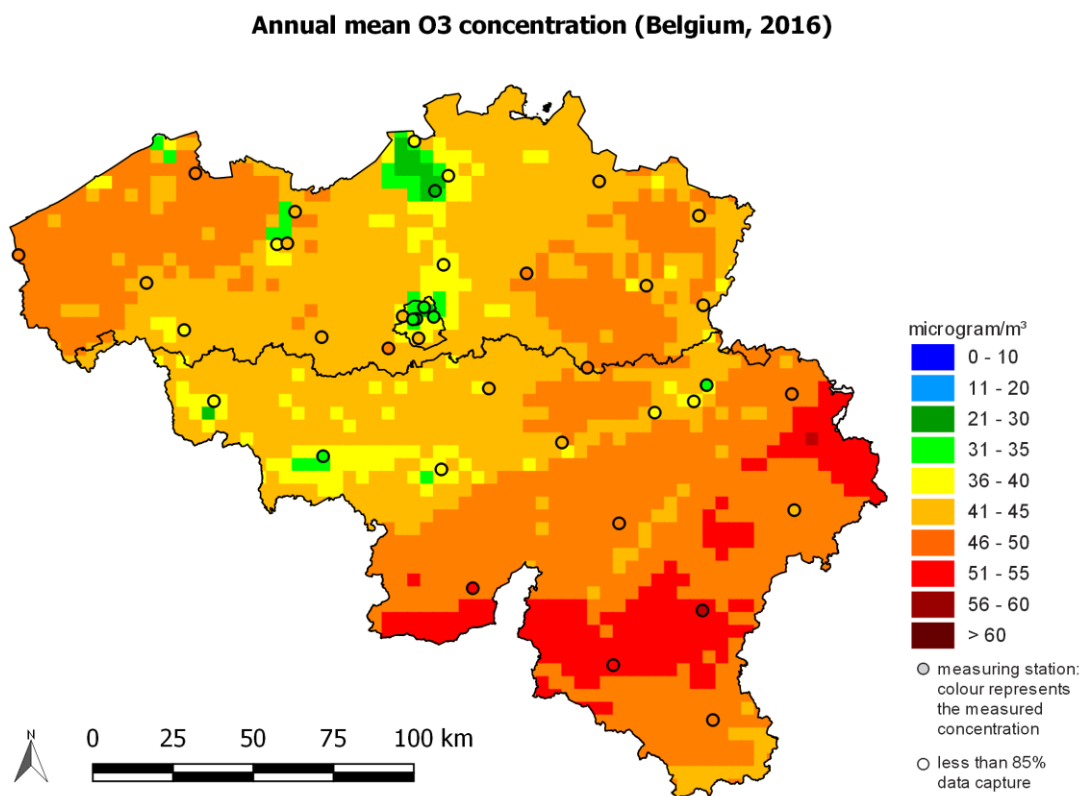 Annual mean O3 concentration (Belgium, 2016)
microgram/m³
0 - 10
11 - 20
21 - 30
31 - 35
36 - 40
41 - 45
46 - 50
51 - 55
56 - 60
> 60
measuring station:
colour represents
the measured
concentration
less than 85%
data capture
N
0 25 50 75 100 km